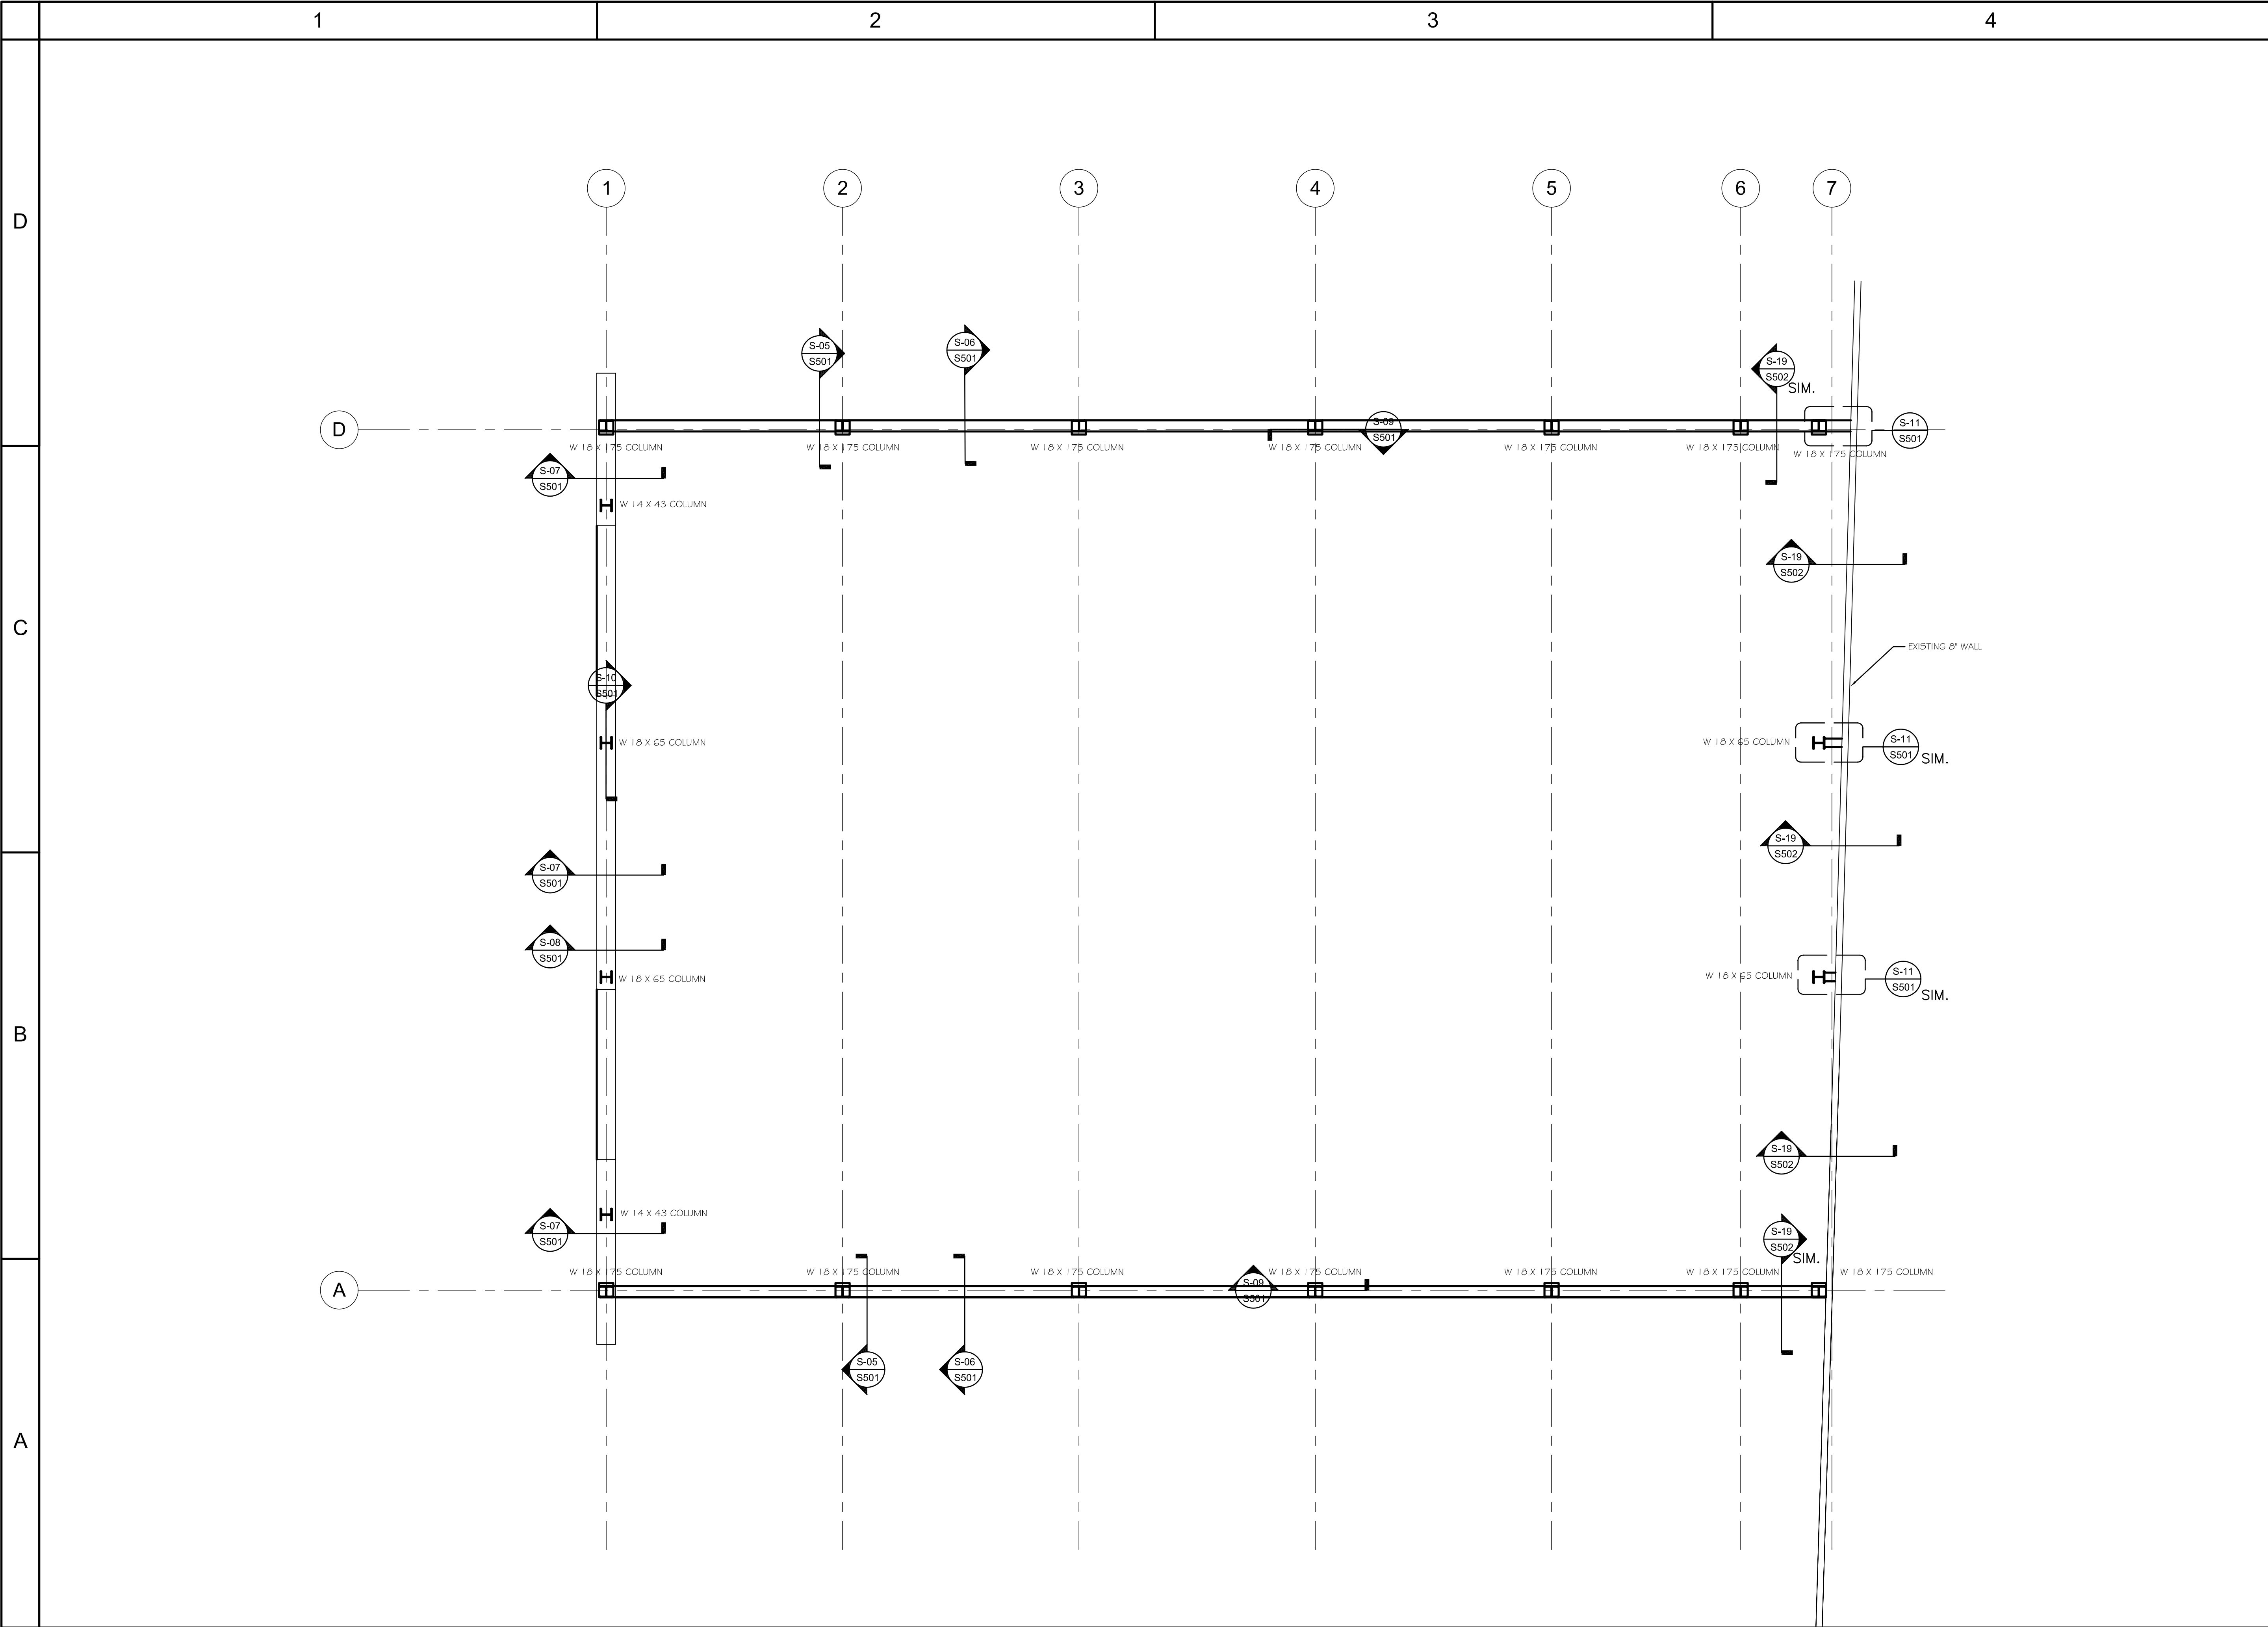 1 2 3 4
1 2 3 4 5 6 7
D
S-05
S501
S-06
S501
S-19
S502
SIM.
D
S-09
S501
S-11
S501
W 18 X 175 COLUMN W 18 X 175 COLUMN W 18 X 175 COLUMN W 18 X 175 COLUMN W 18 X 175 COLUMN W 18 X 175 COLUMN W 18 X 175 COLUMN
S-07
S501
W 14 X 43 COLUMN
S-19
S502
C
EXISTING 8" WALL
S-10
S501
W 18 X 65 COLUMN
W 18 X 65 COLUMN
S-11
S501
SIM.
S-19
S502
S-07
S501
S-08
S501
W 18 X 65 COLUMN
W 18 X 65 COLUMN
S-11
S501
SIM.
B
S-19
S502
W 14 X 43 COLUMN
S-07
S501
S-19
S502
SIM.
W 18 X 175 COLUMN W 18 X 175 COLUMN W 18 X 175 COLUMN W 18 X 175 COLUMN W 18 X 175 COLUMN W 18 X 175 COLUMN W 18 X 175 COLUMN
A
S-09
S501
S-05
S501
S-06
S501
A